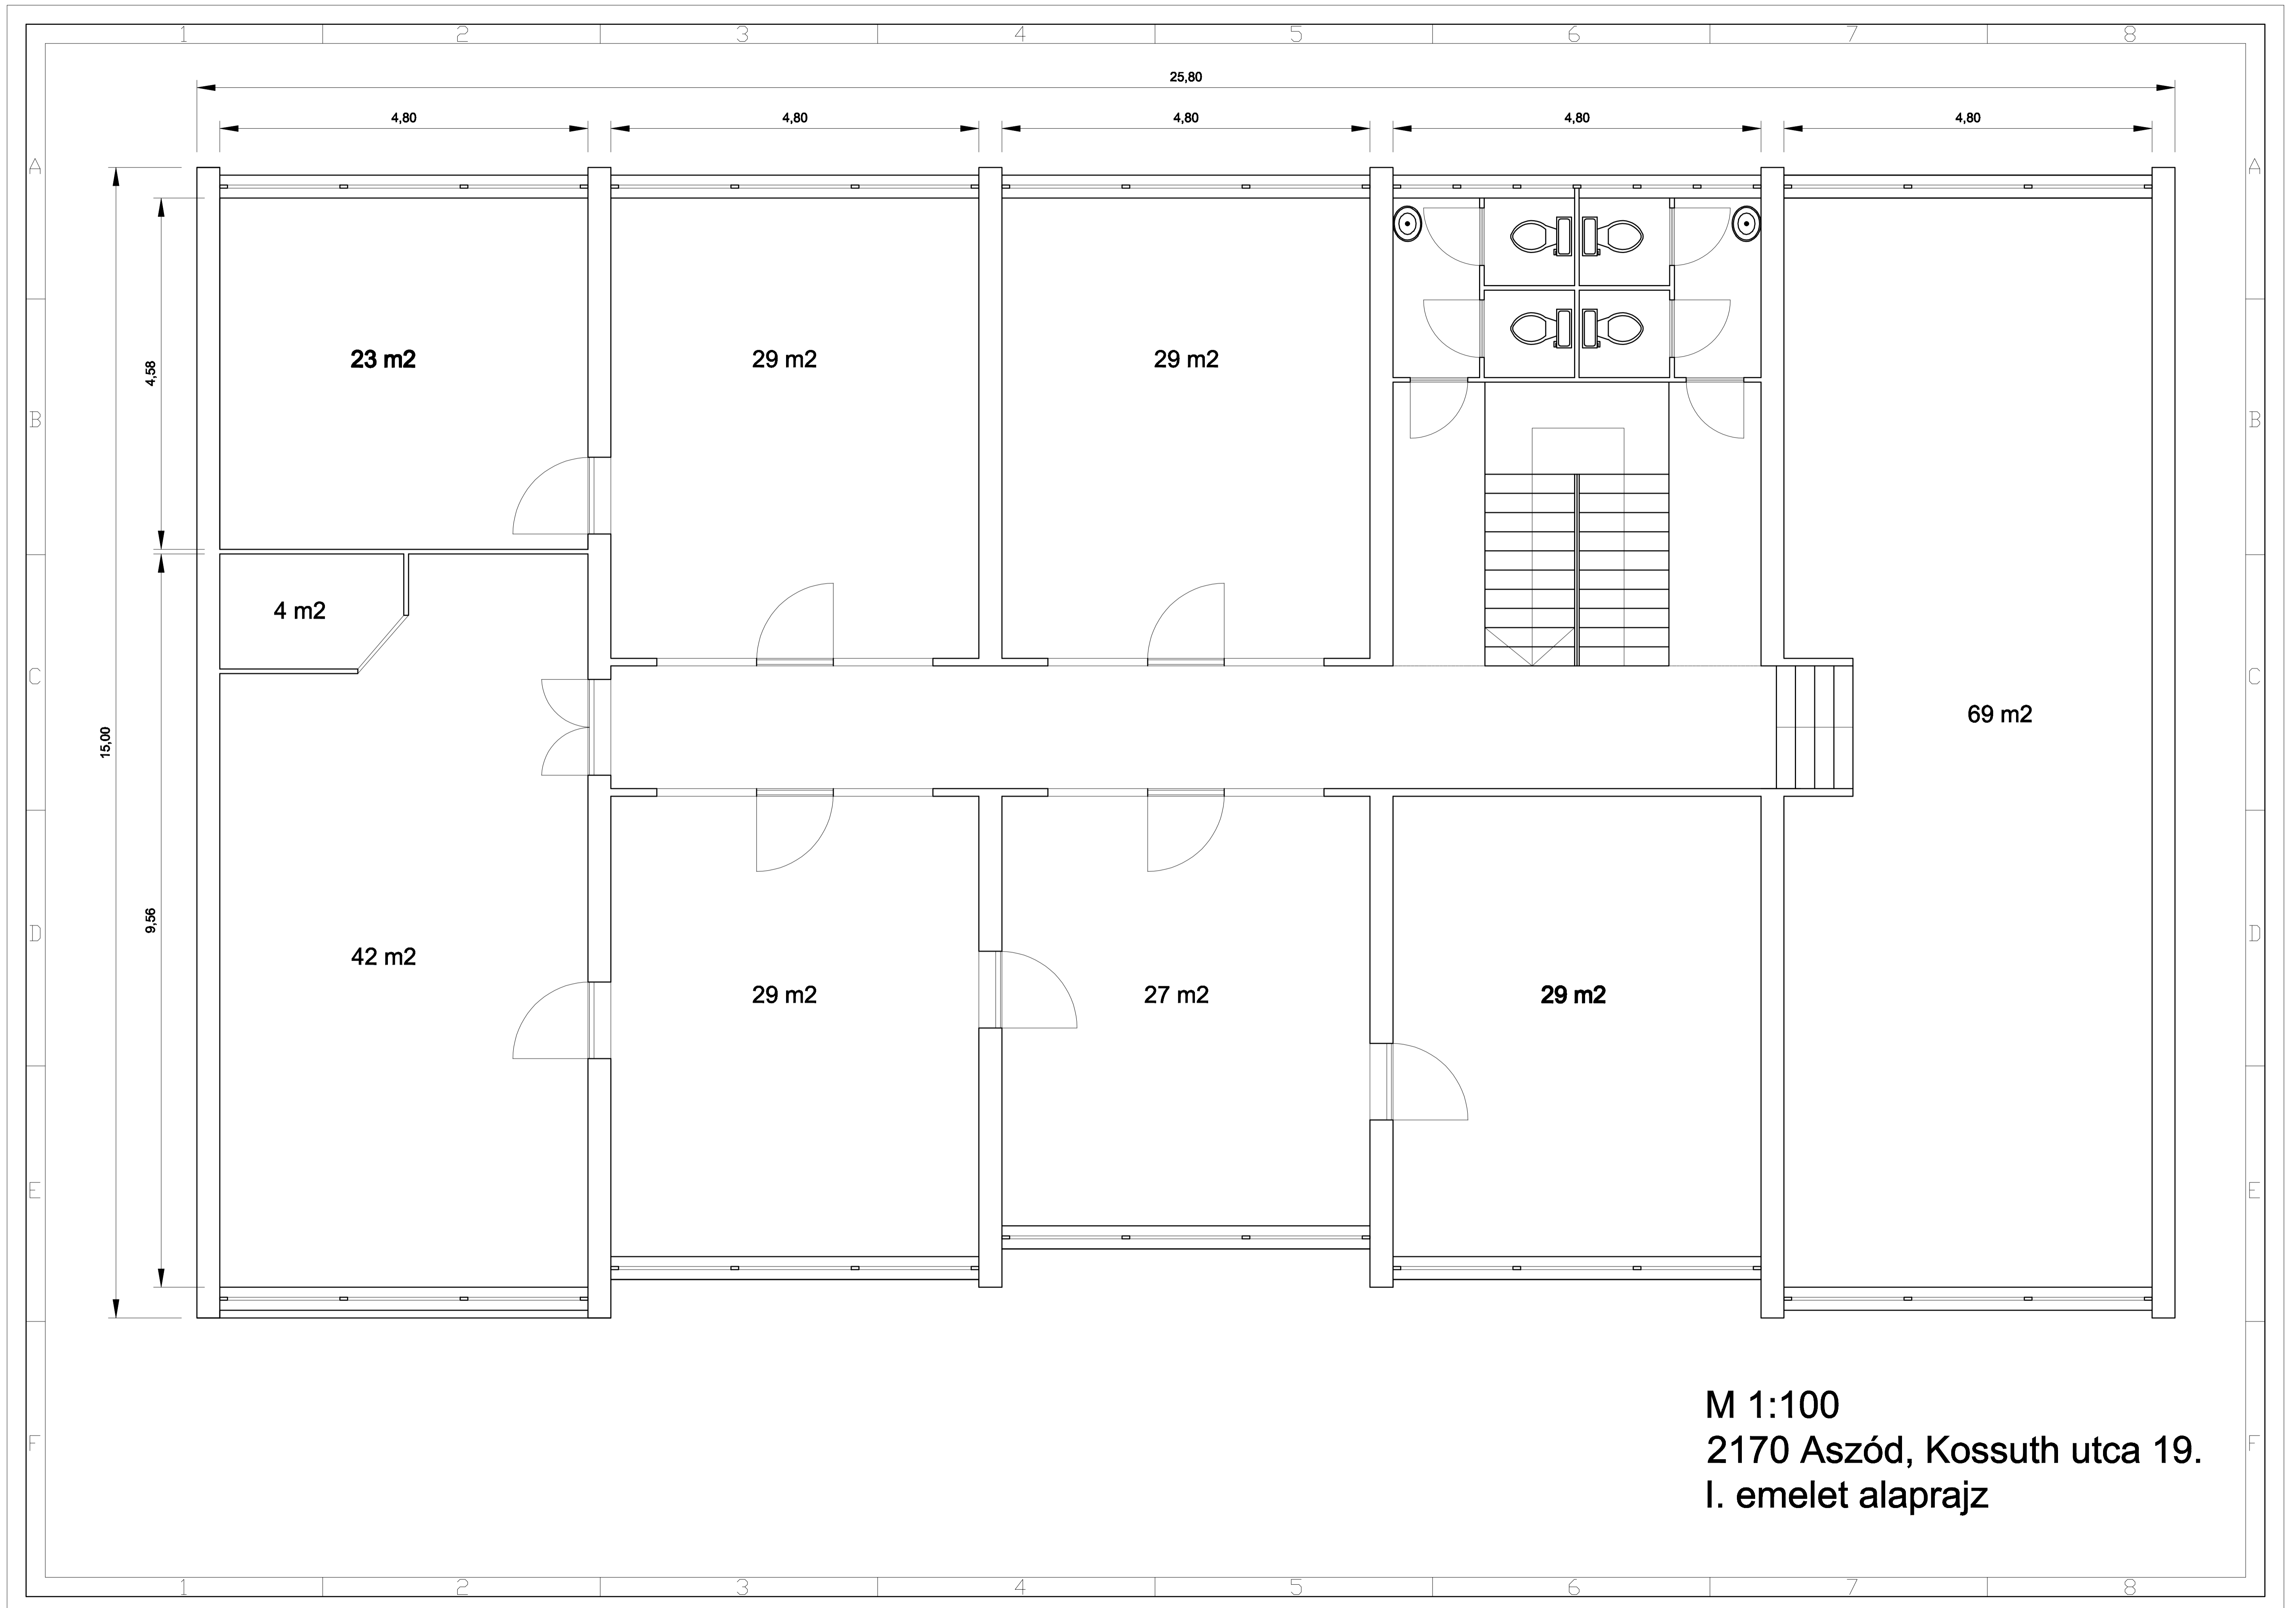 1 2 3 4 5 6 7 8
25,80
4,80 4,80 4,80 4,80 4,80
A A
23 m2 29 m2 29 m2
4,58
B B
4 m2
C C
69 m2
15,00
9,56
D D
42 m2 29 m2 27 m2 29 m2
E E
M 1:100
2170 Aszód, Kossuth utca 19.
I. emelet alaprajz
F F
1 2 3 4 5 6 7 8